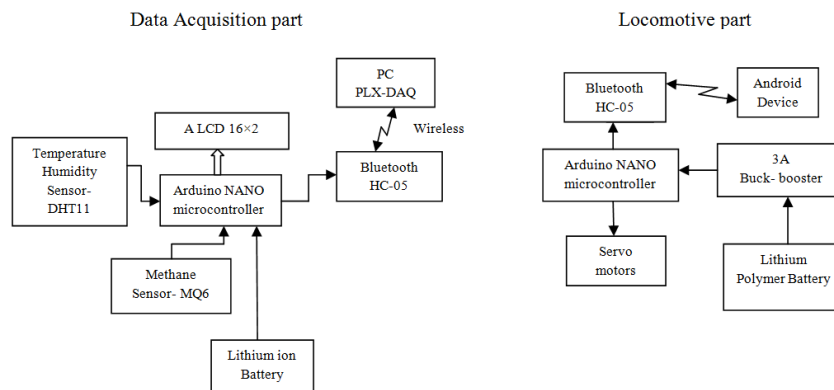 Data Acquisition part
PC
PLX-DAQ
A LCD 16×2
Wireless
Temperature
Humidity
Sensor-
DHT11
Arduino NANO
microcontroller
Bluetooth
HC-05
Methane
Sensor- MQ6
Lithium ion
Battery
Locomotive part
Bluetooth
HC-05
Android
Device
Arduino NANO
microcontroller
3A
Buck- booster
Servo
motors
Lithium
Polymer Battery